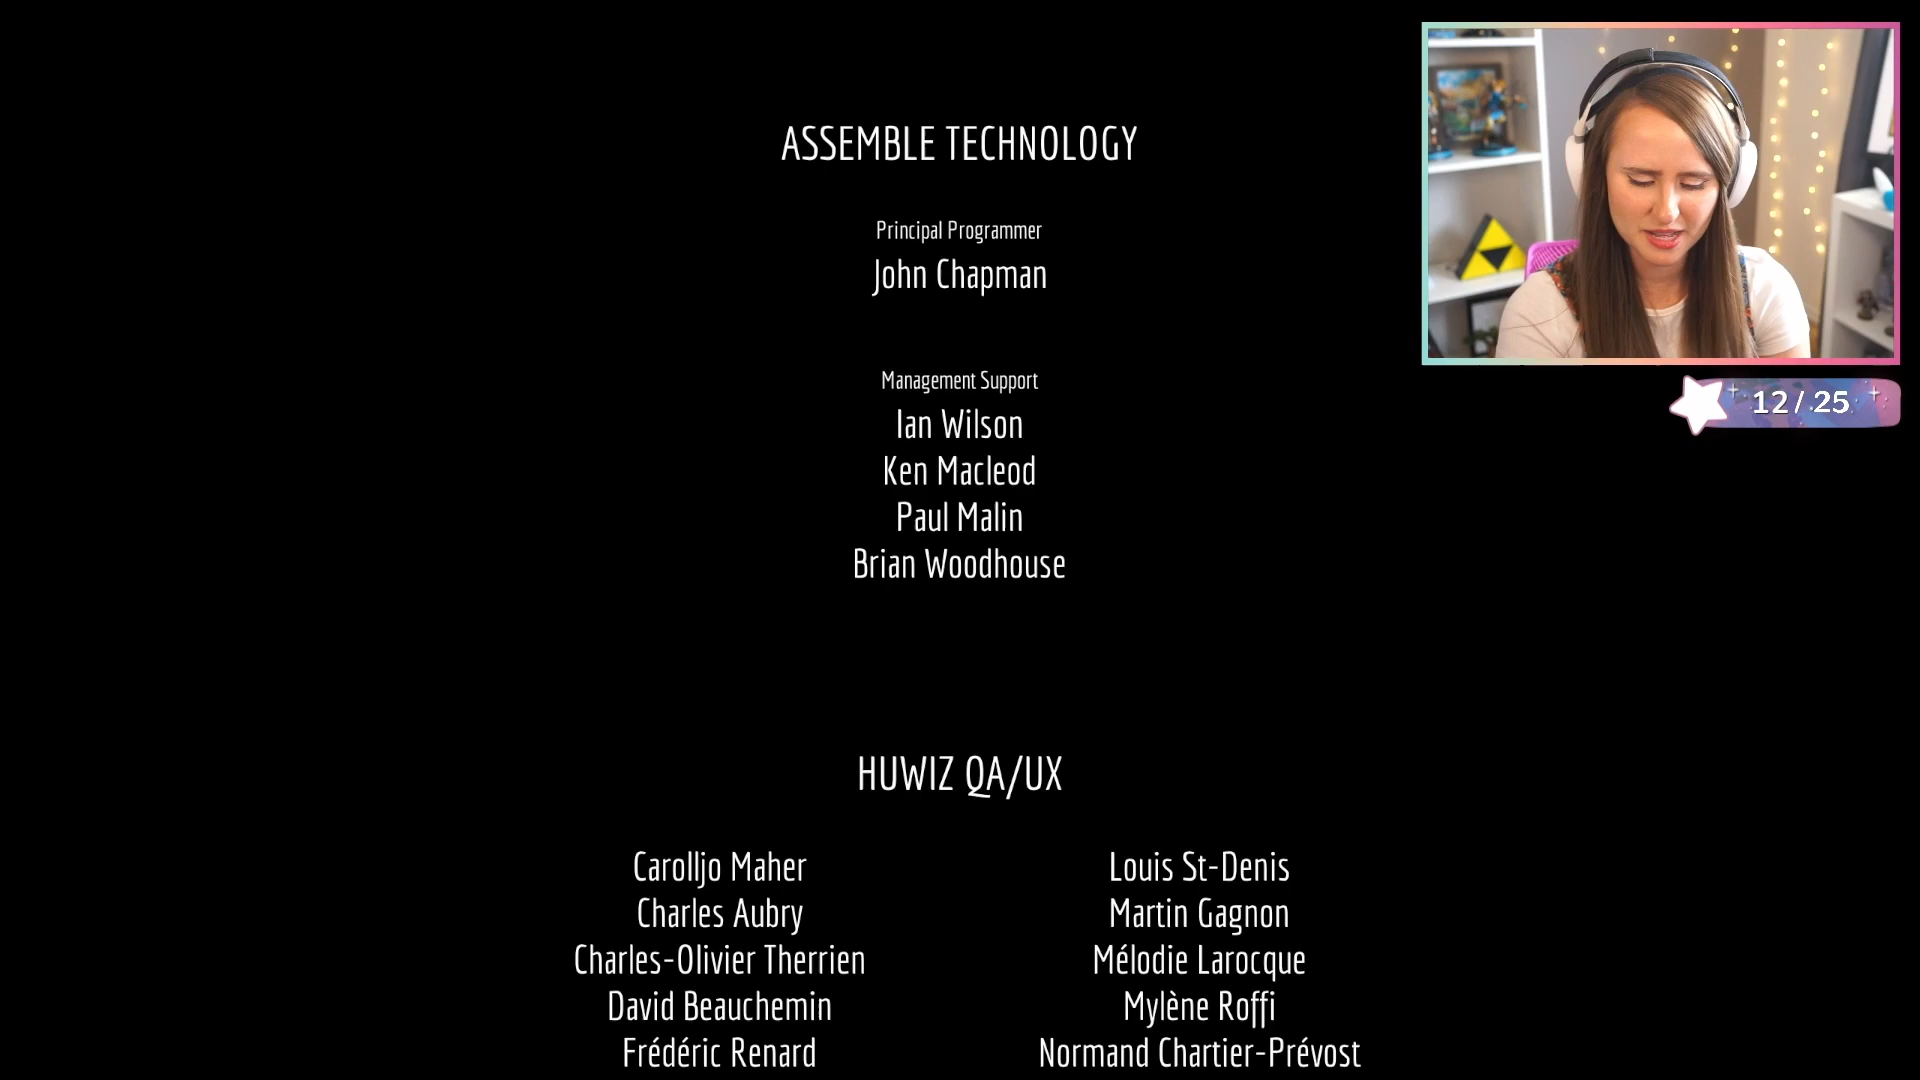 ASSEMBLE TECHNOLOGY
Principal Programmer
John Chapman
Management Support
Ian Wilson
Ken Macleod
Paul Malin
Brian Woodhouse
12 / 25
HUWIZ QA/UX
Carolljo Maher
Charles Aubry
Charles-Olivier Therrien
David Beauchemin
Frédéric Renard
Louis St-Denis
Martin Gagnon
Mélodie Larocque
Mylène Roffi
Normand Chartier-Prévost